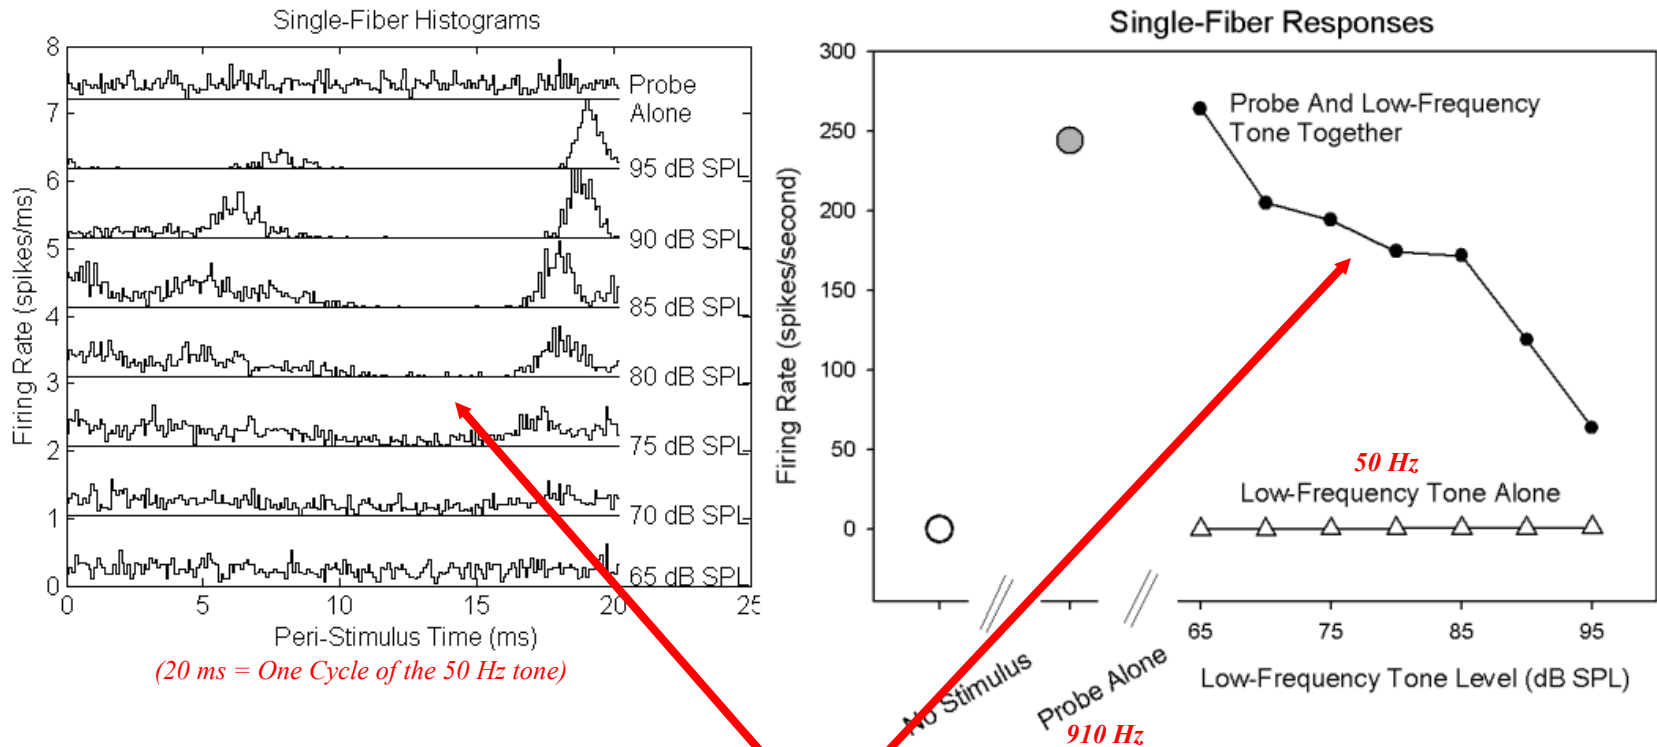 Single-Fiber Histograms
8
7
6
5
4
3
2
1
0
Firing Rate (spikes/ms)
Probe
Alone
95 dB SPL
90 dB SPL
85 dB SPL
80 dB SPL
75 dB SPL
70 dB SPL
65 dB SPL
0 5 10 15 20 25
Peri-Stimulus Time (ms)
(20 ms = One Cycle of the 50 Hz tone)
Single-Fiber Responses
300
250
200
150
100
50
0
Firing Rate (spikes/second)
Probe And Low-Frequency
Tone Together
50 Hz
Low-Frequency Tone Alone
No Stimulus
Probe Alone
65 75 85 95
Low-Frequency Tone Level (dB SPL)
910 Hz